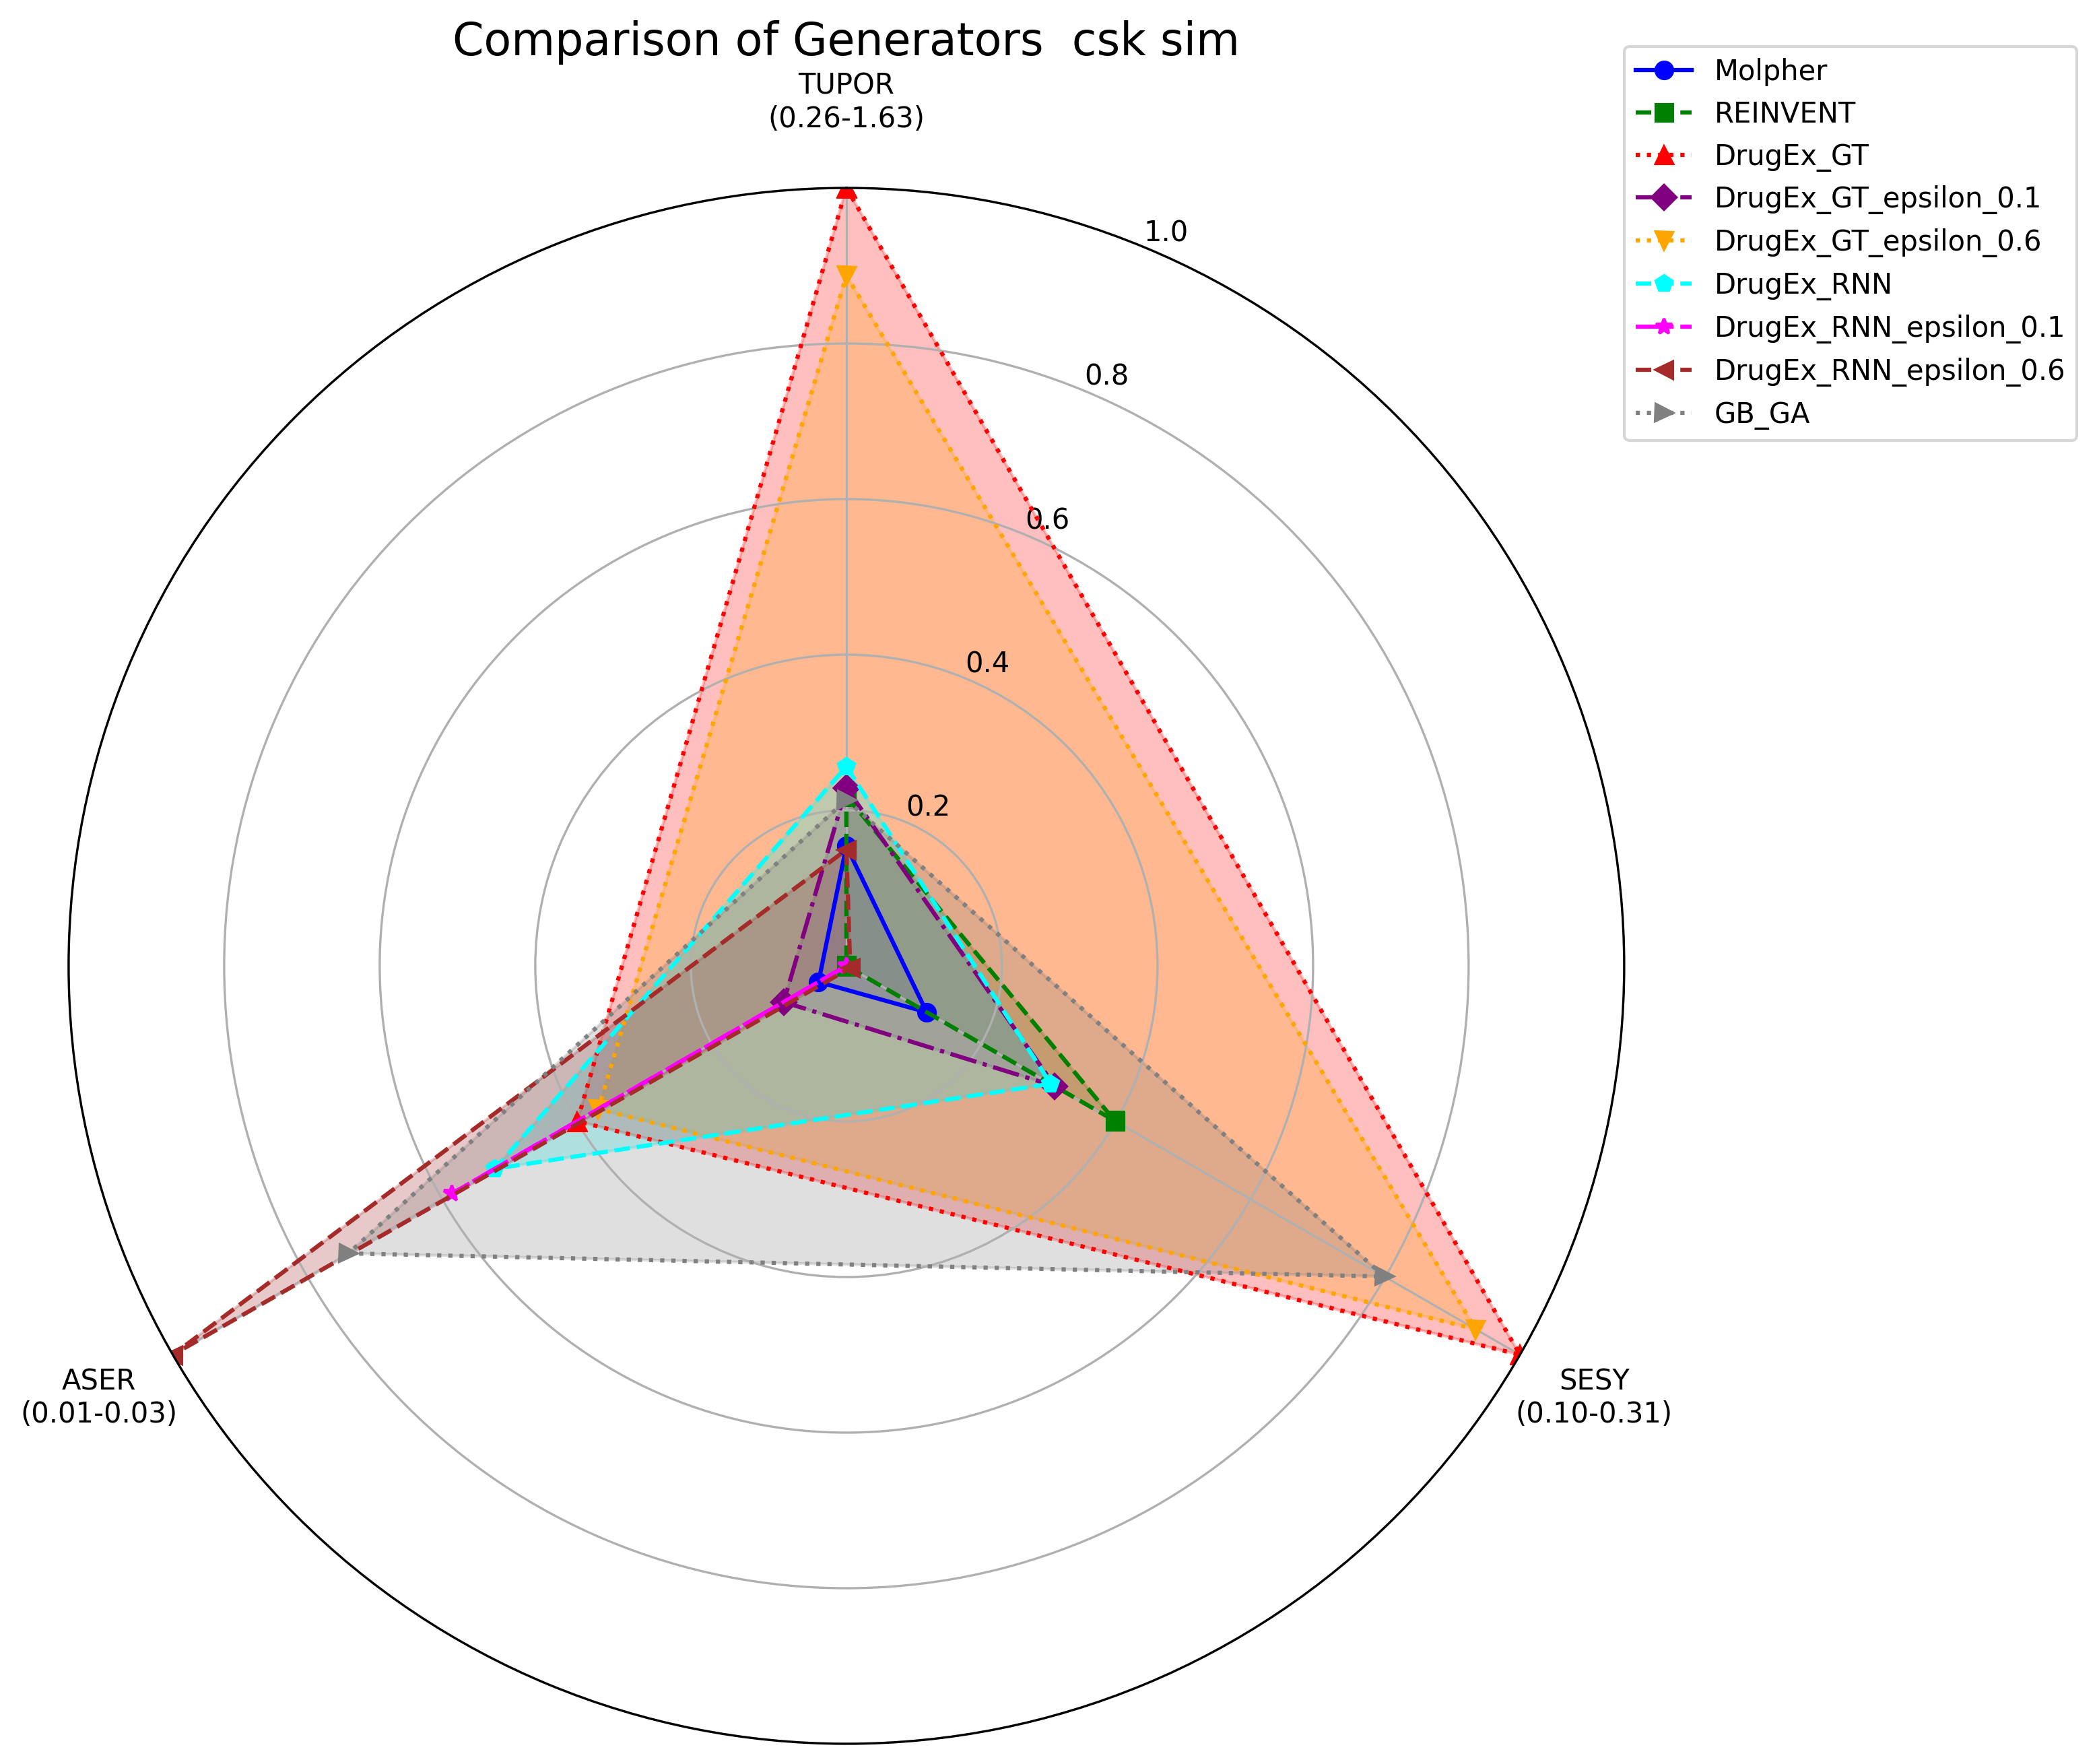 Comparison of Generators  csk sim
TUPOR
(0.26-1.63)
1.0
0.8
0.6
0.4
0.2
ASER
(0.01-0.03)
SESY
(0.10-0.31)
Molpher
REINVENT
DrugEx_GT
DrugEx_GT_epsilon_0.1
DrugEx_GT_epsilon_0.6
DrugEx_RNN
DrugEx_RNN_epsilon_0.1
DrugEx_RNN_epsilon_0.6
GB_GA